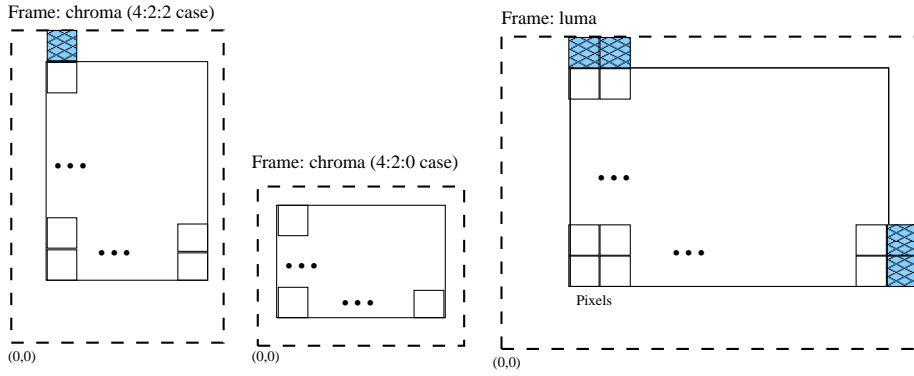 Frame: chroma (4:2:2 case)
Frame: luma
Frame: chroma (4:2:0 case)
Pixels
(0,0)
(0,0)
(0,0)